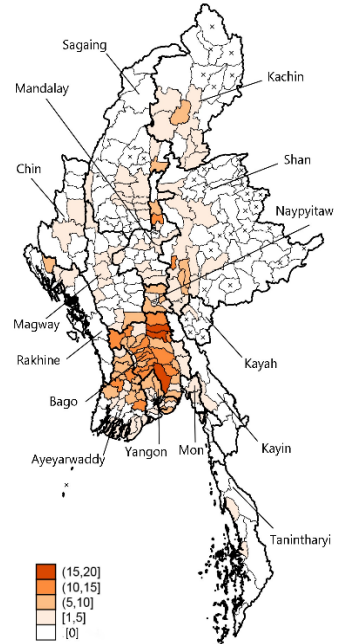 Sagaing
Kachin
Mandalay
Shan
Chin
Naypyitaw
Magway
Rakhine
Kayah
Bago
Ayeyarwaddy
Yangon
Mon
Kayin
Tanintharyi
(15,20]
(10,15]
(5,10]
[1,5]
[0]